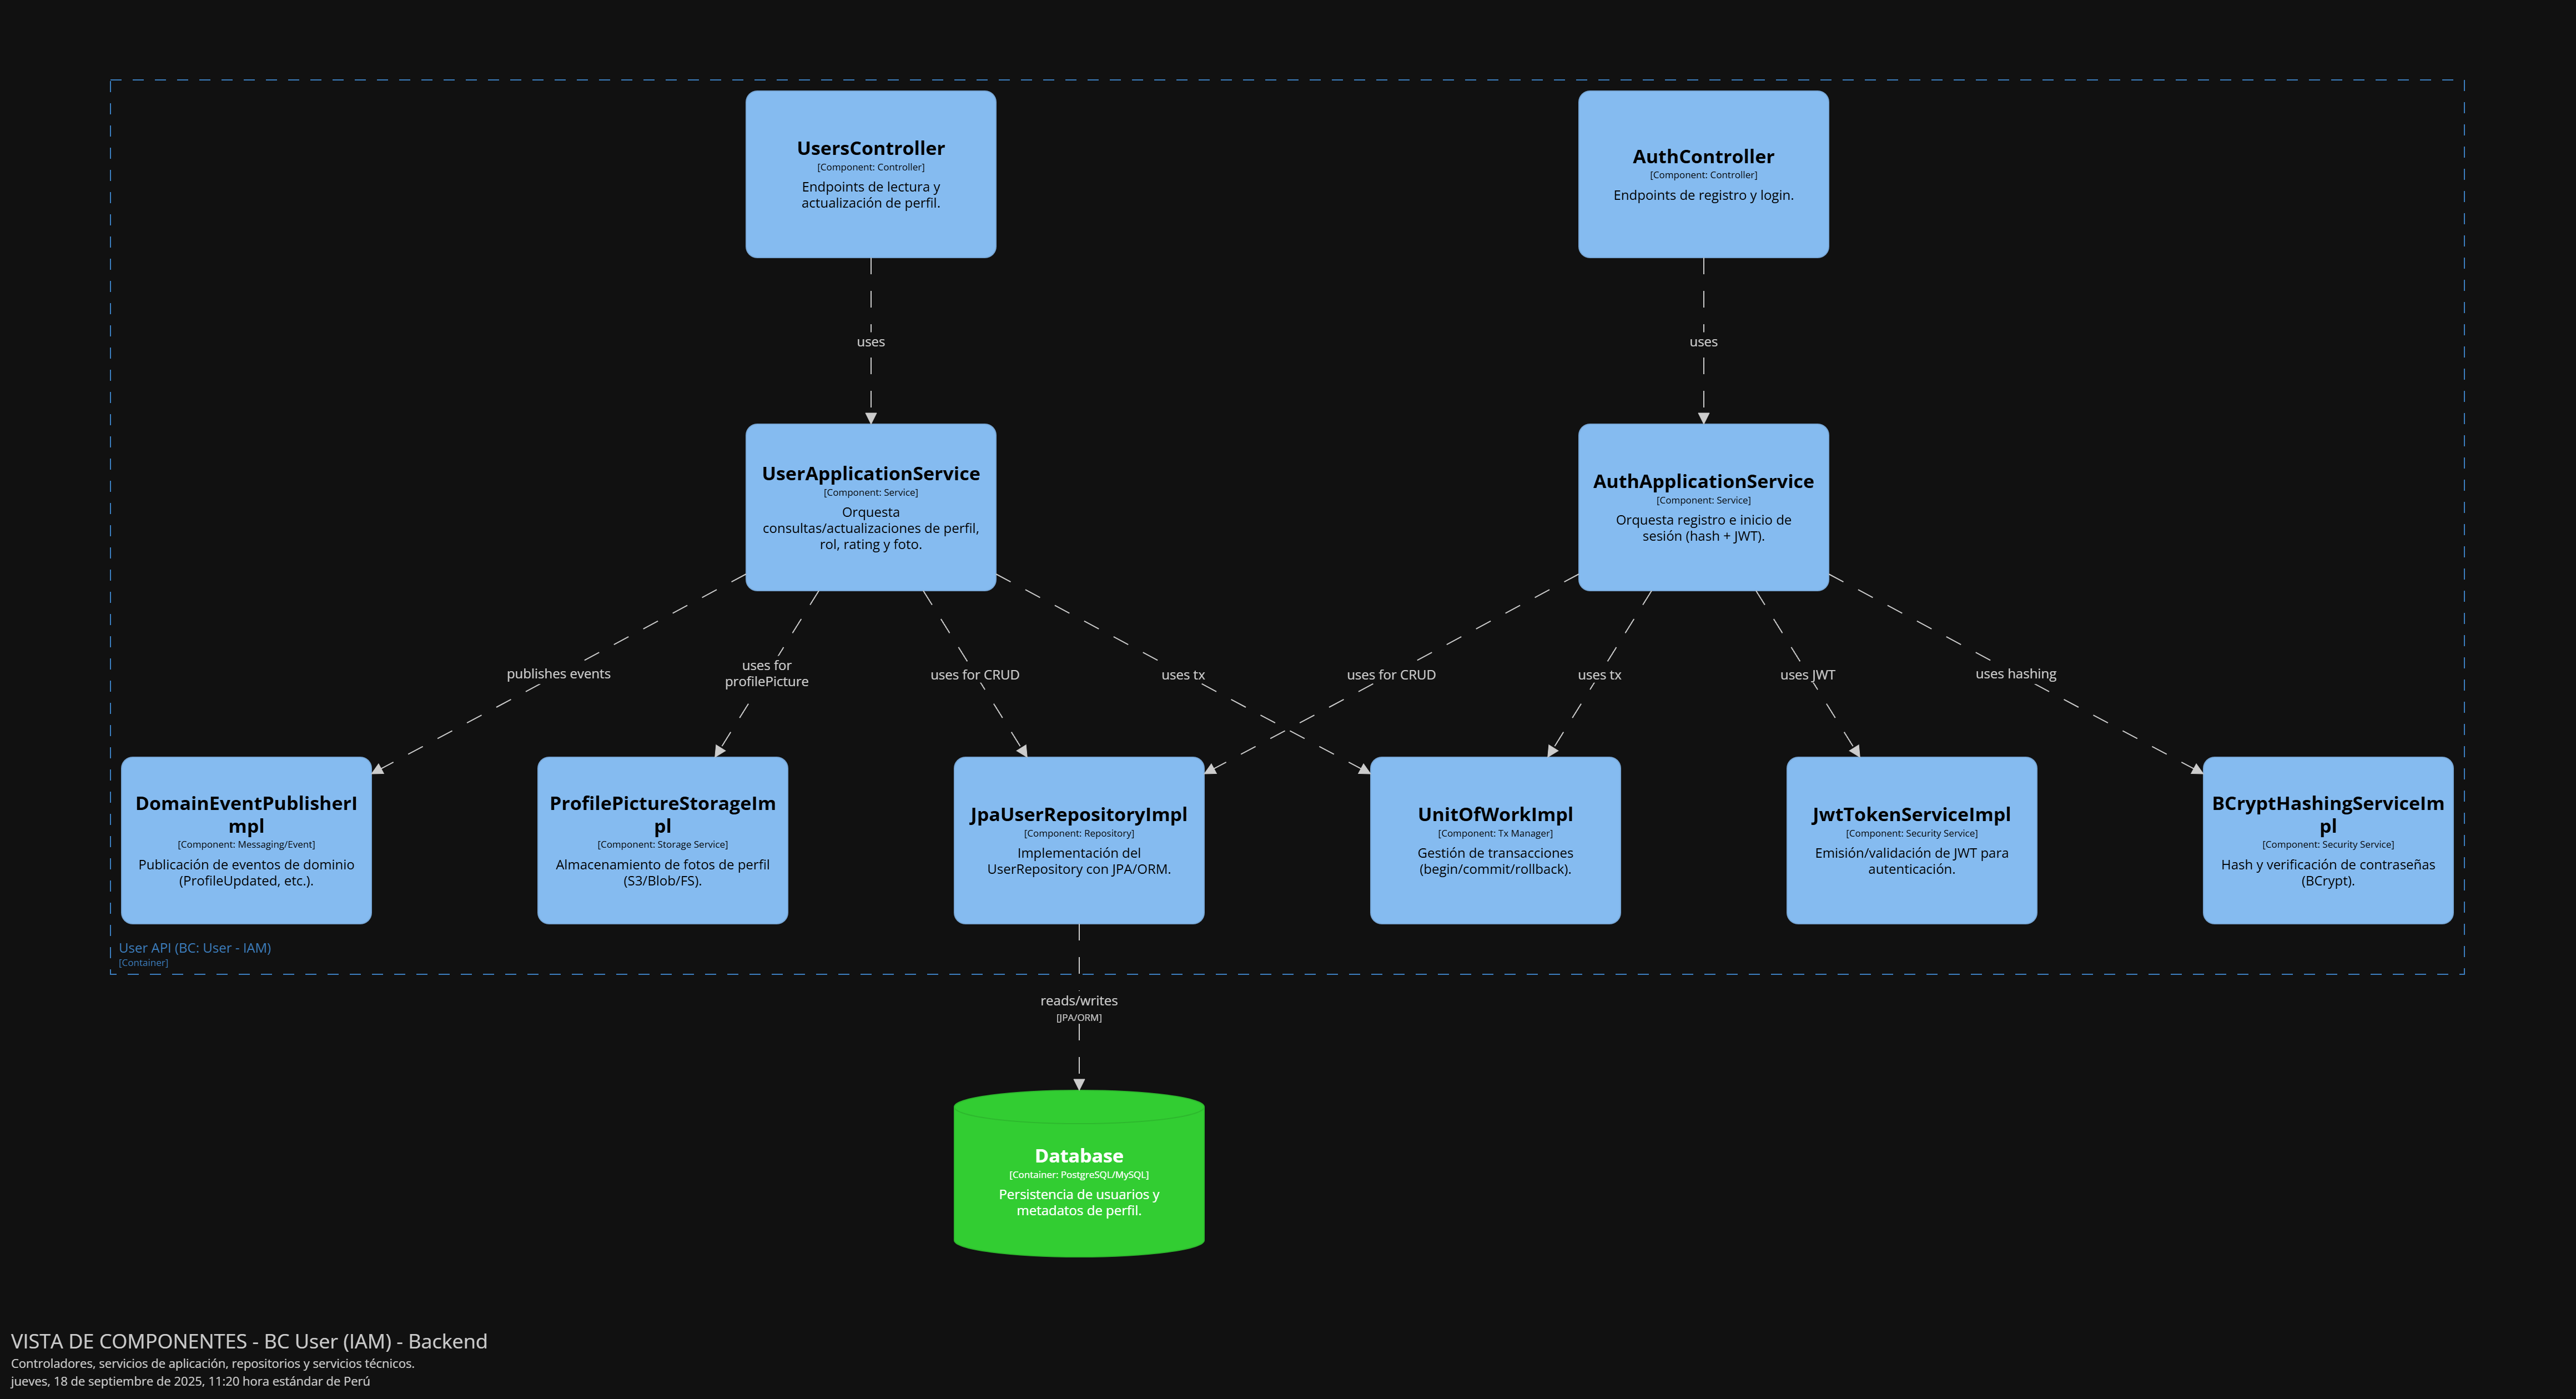 UsersController
[Component: Controller]
Endpoints de lectura y
actualización de perfil.
AuthController
[Component: Controller]
Endpoints de registro y login.
uses
uses
UserApplicationService
[Component: Service]
Orquesta
consultas/actualizaciones de perfil,
rol, rating y foto.
AuthApplicationService
[Component: Service]
Orquesta registro e inicio de
sesión (hash + JWT).
publishes events
uses for
profilePicture
uses for CRUD
uses tx
uses for CRUD
uses tx
uses JWT
uses hashing
DomainEventPublisherI
mpl
[Component: Messaging/Event]
Publicación de eventos de dominio
(ProfileUpdated, etc.).
ProfilePictureStorageIm
pl
[Component: Storage Service]
Almacenamiento de fotos de perfil
(S3/Blob/FS).
JpaUserRepositoryImpl
[Component: Repository]
Implementación del
UserRepository con JPA/ORM.
UnitOfWorkImpl
[Component: Tx Manager]
Gestión de transacciones
(begin/commit/rollback).
JwtTokenServiceImpl
[Component: Security Service]
Emisión/validación de JWT para
autenticación.
BCryptHashingServiceIm
pl
[Component: Security Service]
Hash y verificación de contraseñas
(BCrypt).
User API (BC: User - IAM)
[Container]
reads/writes
[JPA/ORM]
Database
[Container: PostgreSQL/MySQL]
Persistencia de usuarios y
metadatos de perfil.
VISTA DE COMPONENTES - BC User (IAM) - Backend
Controladores, servicios de aplicación, repositorios y servicios técnicos.
jueves, 18 de septiembre de 2025, 11:20 hora estándar de Perú